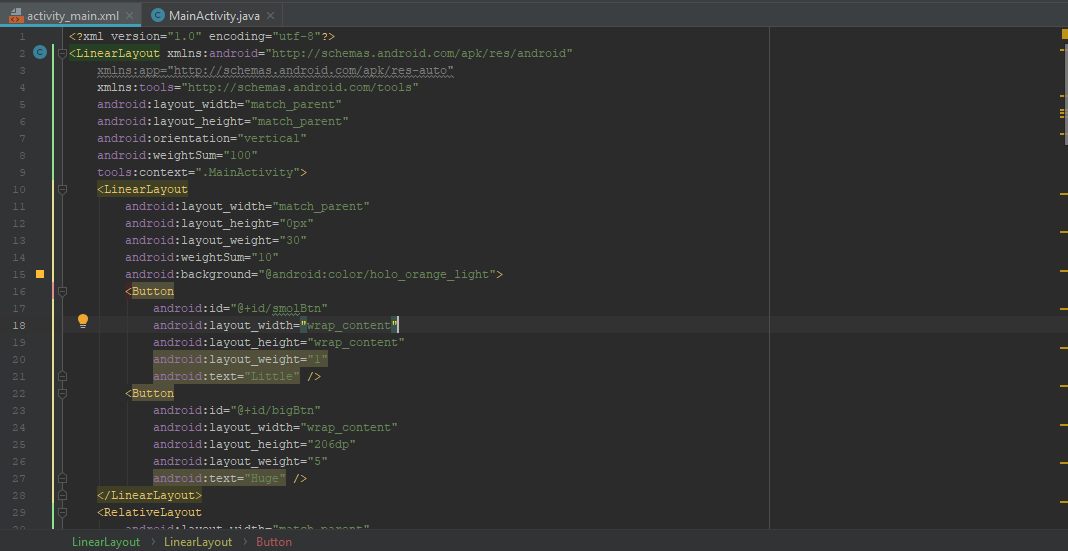 activity_main.xml
MainActivity.java
1 <?xml version="1.0" encoding="utf-8"?>
2 <LinearLayout xmlns:android="http://schemas.android.com/apk/res/android"
3 xmlns:app="http://schemas.android.com/apk/res-auto"
4 xmlns:tools="http://schemas.android.com/tools"
5 android:layout_width="match_parent"
6 android:layout_height="match_parent"
7 android:orientation="vertical"
8 android:weightSum="100"
9 tools:context=".MainActivity">
10 <LinearLayout
11 android:layout_width="match_parent"
12 android:layout_height="0px"
13 android:layout_weight="30"
14 android:weightSum="10"
15 android:background="@android:color/holo_orange_light">
16 <Button
17 android:id="@+id/smolBtn"
18 android:layout_width="wrap_content"
19 android:layout_height="wrap_content"
20 android:layout_weight="1"
21 android:text="Little" />
22 <Button
23 android:id="@+id/bigBtn"
24 android:layout_width="wrap_content"
25 android:layout_height="206dp"
26 android:layout_weight="5"
27 android:text="Huge" />
28 </LinearLayout>
29 <RelativeLayout
30 android:layout_width="match_parent"
LinearLayout › LinearLayout › Button